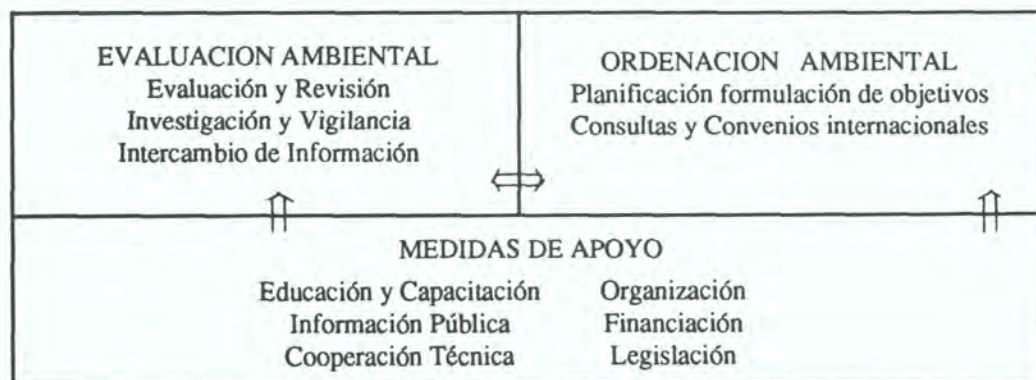 EVALUACION AMBIENTAL
Evaluación y Revisión
Investigación y Vigilancia
Intercambio de Información
ORDENACION AMBIENTAL
Planificación formulación de objetivos
Consultas y Convenios internacionales
MEDIDAS DE APOYO
Educación y Capacitación Organización
Información Pública Financiación
Cooperación Técnica Legislación